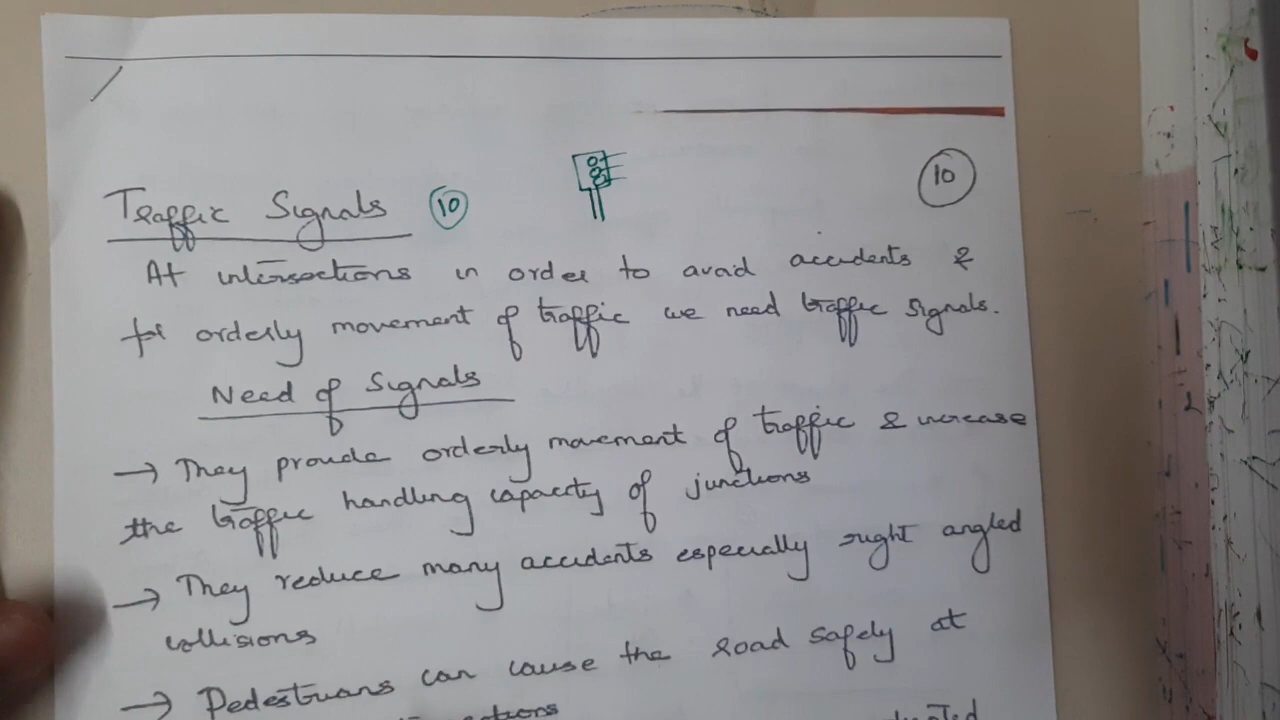 Traffic Signals 10 10
At intersections in order to avoid accidents &
for orderly movement of traffic we need traffic signals.
Need of Signals
→ They provide orderly movement of traffic & increase
the traffic handling capacity of junctions
→ They reduce many accidents especially right angled
collisions
→ Pedestrians can cause the road safely at